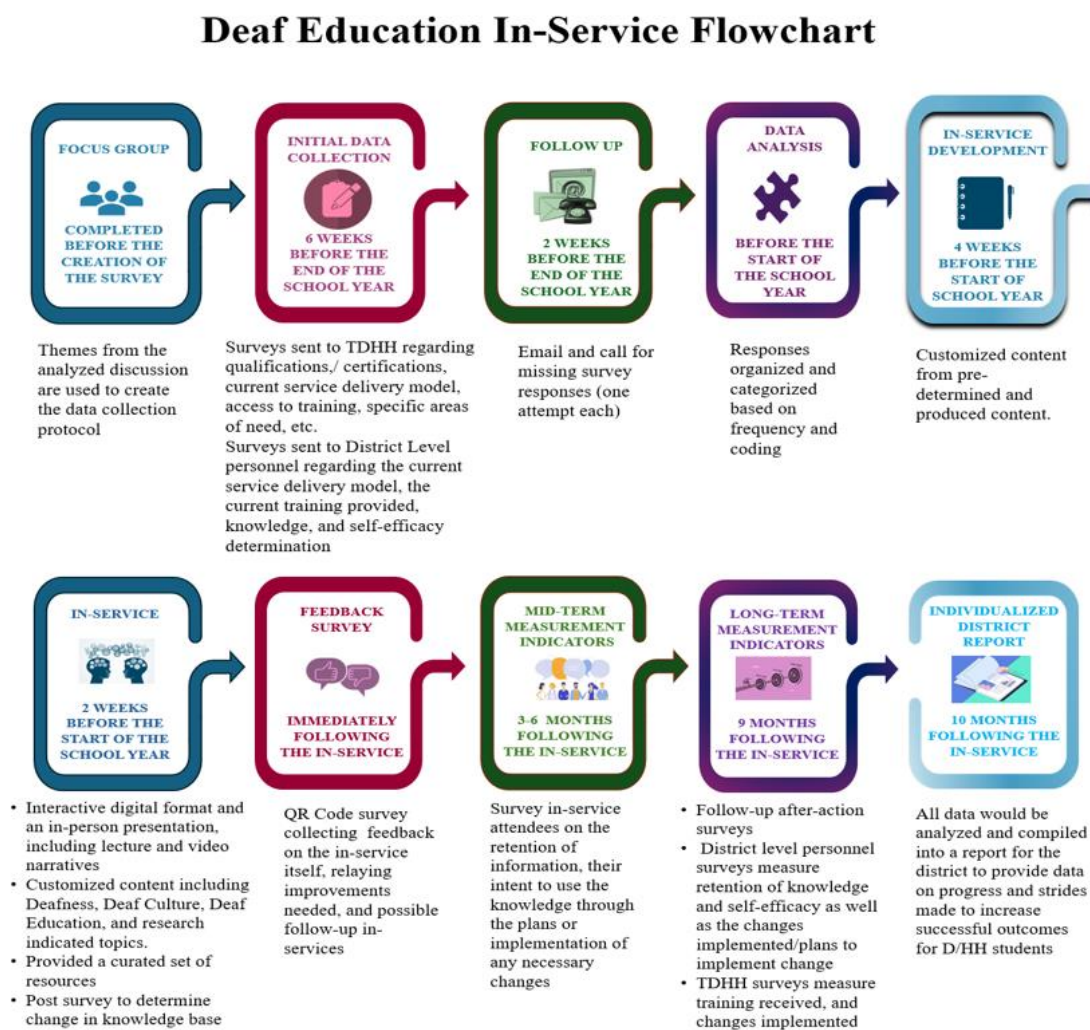 Deaf Education In-Service Flowchart
FOCUS GROUP
COMPLETED
BEFORE THE
CREATION OF
THE SURVEY
Themes from the
analyzed discussion
are used to create
the data collection
protocol
INITIAL DATA
COLLECTION
6 WEEKS
BEFORE THE
END OF THE
SCHOOL YEAR
Surveys sent to TDHH regarding
qualifications,/ certifications,
current service delivery model,
access to training, specific areas
of need, etc.
Surveys sent to District Level
personnel regarding the current
service delivery model, the
current training provided,
knowledge, and self-efficacy
determination
FOLLOW UP
2 WEEKS
BEFORE THE
END OF THE
SCHOOL YEAR
Email and call for
missing survey
responses (one
attempt each)
DATA
ANALYSIS
BEFORE THE
START OF
THE SCHOOL
YEAR
Responses
organized and
categorized
based on
frequency and
coding
IN-SERVICE
DEVELOPMENT
4 WEEKS
BEFORE THE
START OF
SCHOOL YEAR
Customized content
from pre-
determined and
produced content.
IN-SERVICE
2 WEEKS
BEFORE THE
START OF THE
SCHOOL YEAR
• Interactive digital format and
an in-person presentation,
including lecture and video
narratives
• Customized content including
Deafness, Deaf Culture, Deaf
Education, and research
indicated topics.
• Provided a curated set of
resources
• Post survey to determine
change in knowledge base
FEEDBACK
SURVEY
IMMEDIATELY
FOLLOWING
THE IN-SERVICE
QR Code survey
collecting feedback
on the in-service
itself, relaying
improvements
needed, and possible
follow-up in-
services
MID-TERM
MEASUREMENT
INDICATORS
3-6 MONTHS
FOLLOWING
THE IN-SERVICE
Survey in-service
attendees on the
retention of
information, their
intent to use the
knowledge through
the plans or
implementation of
any necessary
changes
LONG-TERM
MEASUREMENT
INDICATORS
9 MONTHS
FOLLOWING
THE IN-SERVICE
• Follow-up after-action
surveys
• District level personnel
surveys measure
retention of knowledge
and self-efficacy as well
as the changes
implemented/plans to
implement change
• TDHH surveys measure
training received, and
changes implemented
INDIVIDUALIZED
DISTRICT
REPORT
10 MONTHS
FOLLOWING THE
IN-SERVICE
All data would be
analyzed and compiled
into a report for the
district to provide data
on progress and strides
made to increase
successful outcomes
for D/HH students